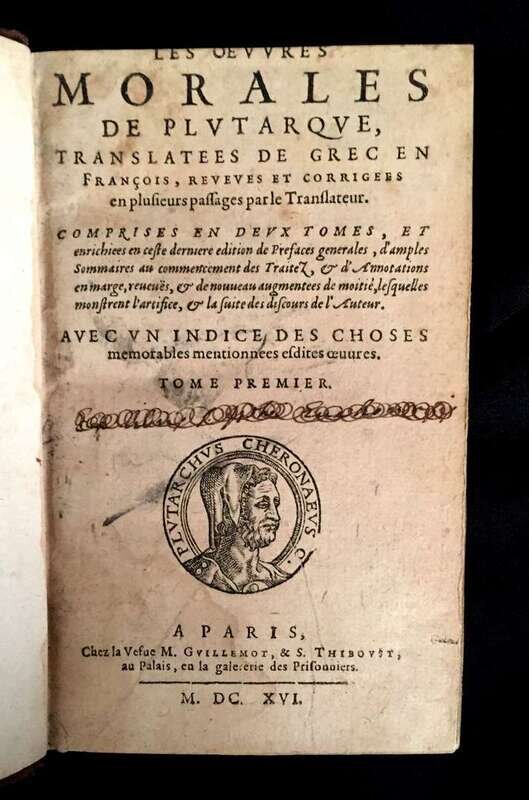 LES OEVVRES
MORALES
DE PLVTARQVE,
TRANSLATEES DE GREC EN
FRANÇOIS, REVEVES ET CORRIGEES
en pluſieurs paſſages par le Tranſlateur.
COMPRISES EN DEVX TOMES, ET
enrichiees en ceſte derniere edition de Prefaces generales, d'amples
Sommaires au commencement des Traitez, & d'Annotations
en marge, reueuës, & de nouueau augmentees de moitié, leſquelles
monſtrent l'artifice, & la ſuite des diſcours de l'Auteur.
AVEC VN INDICE, DES CHOSES
memorables mentionnees eſdites œuures.
TOME PREMIER.
PLVTARCHVS CHERONAEVS C.
A PARIS,
Chez la Vefue M. GVILLEMOT, & S. THIBOVST,
au Palais, en la galererie des Priſonniers.
M. DC. XVI.